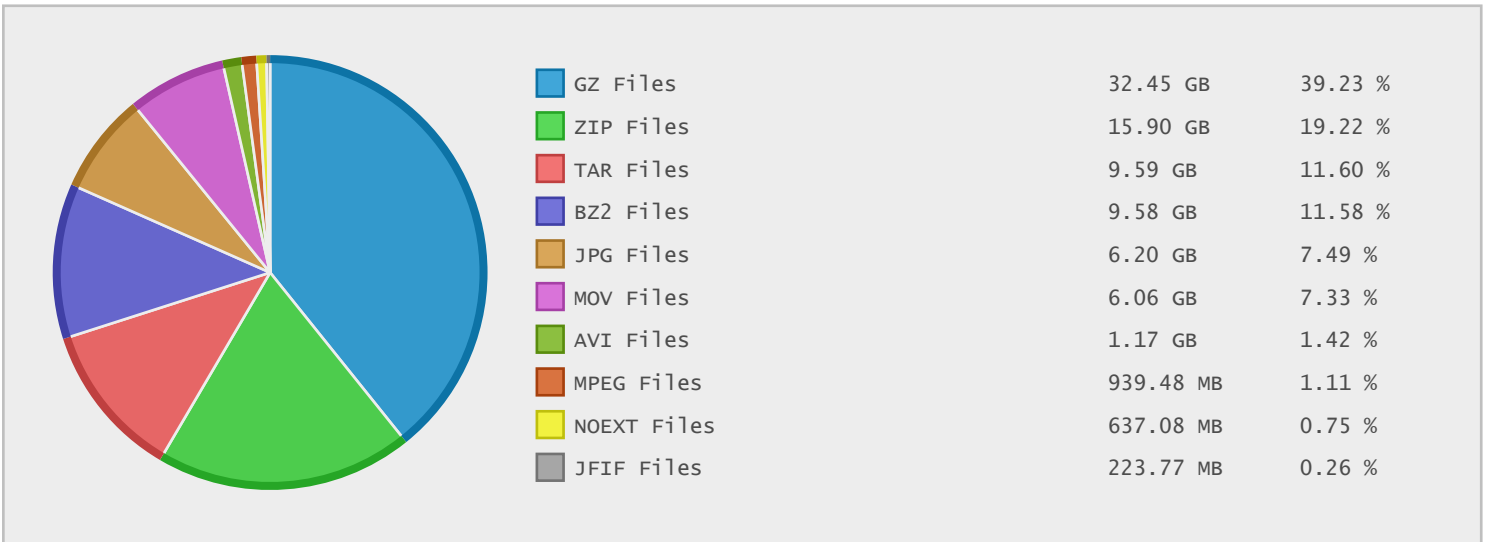 GZ Files 32.45 GB 39.23 %
ZIP Files 15.90 GB 19.22 %
TAR Files 9.59 GB 11.60 %
BZ2 Files 9.58 GB 11.58 %
JPG Files 6.20 GB 7.49 %
MOV Files 6.06 GB 7.33 %
AVI Files 1.17 GB 1.42 %
MPEG Files 939.48 MB 1.11 %
NOEXT Files 637.08 MB 0.75 %
JFIF Files 223.77 MB 0.26 %